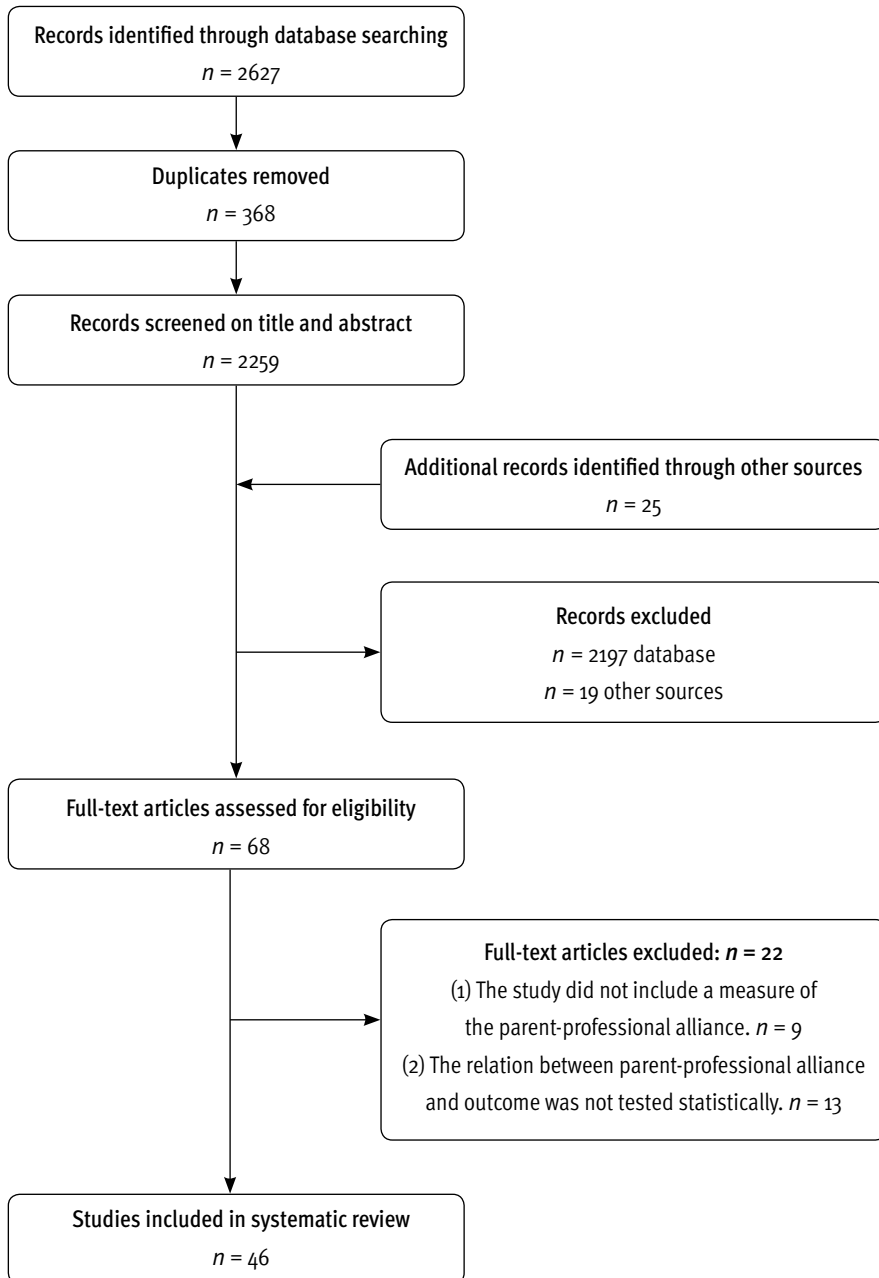 Records identified through database searching
n = 2627
Duplicates removed
n = 368
Records screened on title and abstract
n = 2259
Additional records identified through other sources
n = 25
Records excluded
n = 2197 database
n = 19 other sources
Full-text articles assessed for eligibility
n = 68
Full-text articles excluded: n = 22
(1) The study did not include a measure of
the parent-professional alliance. n = 9
(2) The relation between parent-professional alliance
and outcome was not tested statistically. n = 13
Studies included in systematic review
n = 46